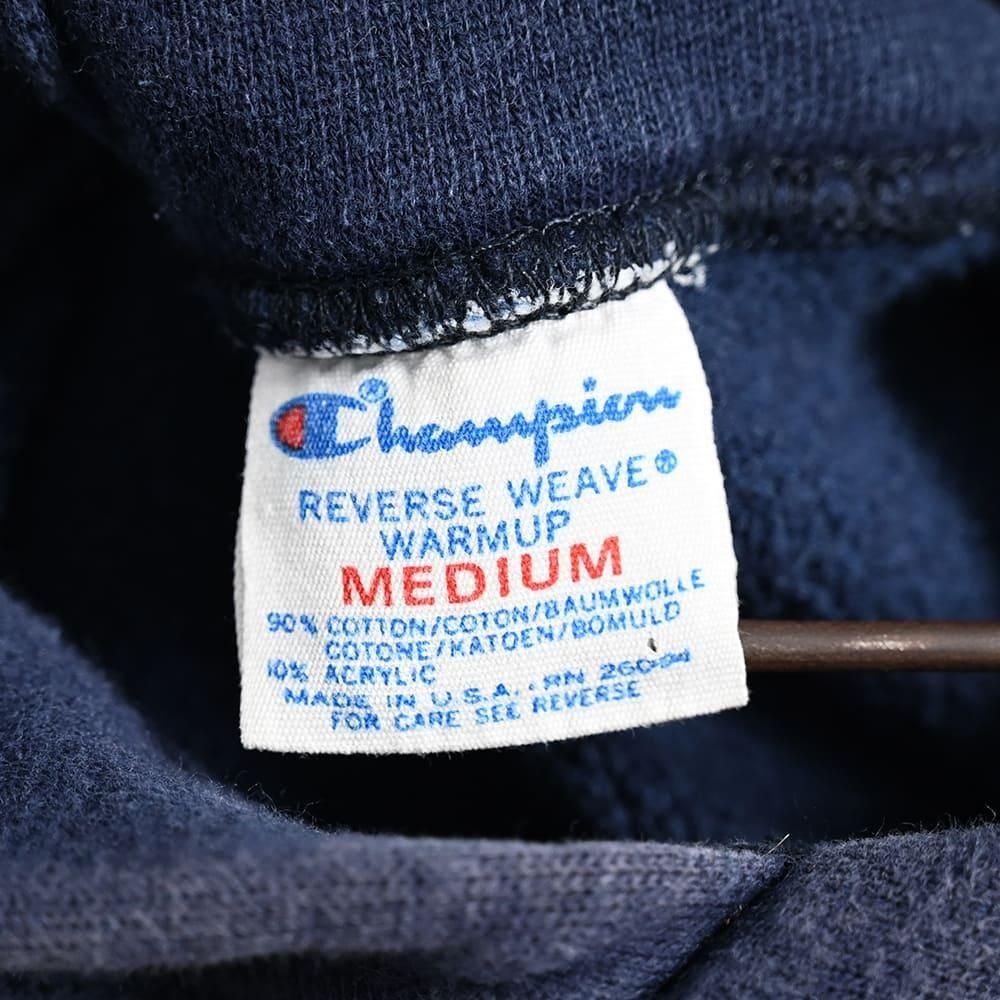 Champion®
REVERSE WEAVE®
WARMUP
MEDIUM
90% COTTON/COTON/BAUMWOLLE
COTONE/KATOEN/BOMULD
10% ACRYLIC
MADE IN U.S.A. RN
FOR CARE SEE REVERSE